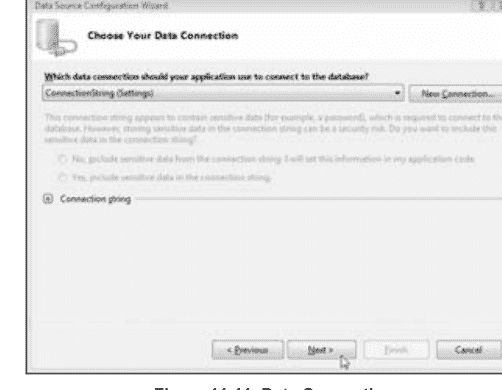 Data Source Configuration Wizard
Choose Your Data Connection
Which data connection should your application use to connect to the database?
ConnectionString (Settings)
New Connection...
This connection string appears to contain sensitive data (for example, a password), which is required to connect to the
database. However, storing sensitive data in the connection string can be a security risk. Do you want to include this
sensitive data in the connection string?
No, exclude sensitive data from the connection string. I will set this information in my application code.
Yes, include sensitive data in the connection string.
Connection string
< Previous
Next >
Finish
Cancel